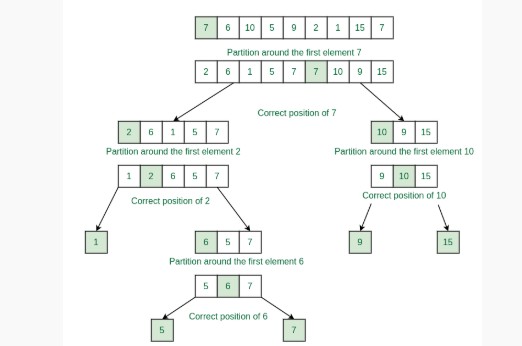 7 6 10 5 9 2 1 15 7
Partition around the first element 7
2 6 1 5 7 7 10 9 15
Correct position of 7
2 6 1 5 7
10 9 15
Partition around the first element 2
Partition around the first element 10
1 2 6 5 7
9 10 15
Correct position of 2
Correct position of 10
1
6 5 7
9
15
Partition around the first element 6
5 6 7
Correct position of 6
5
7